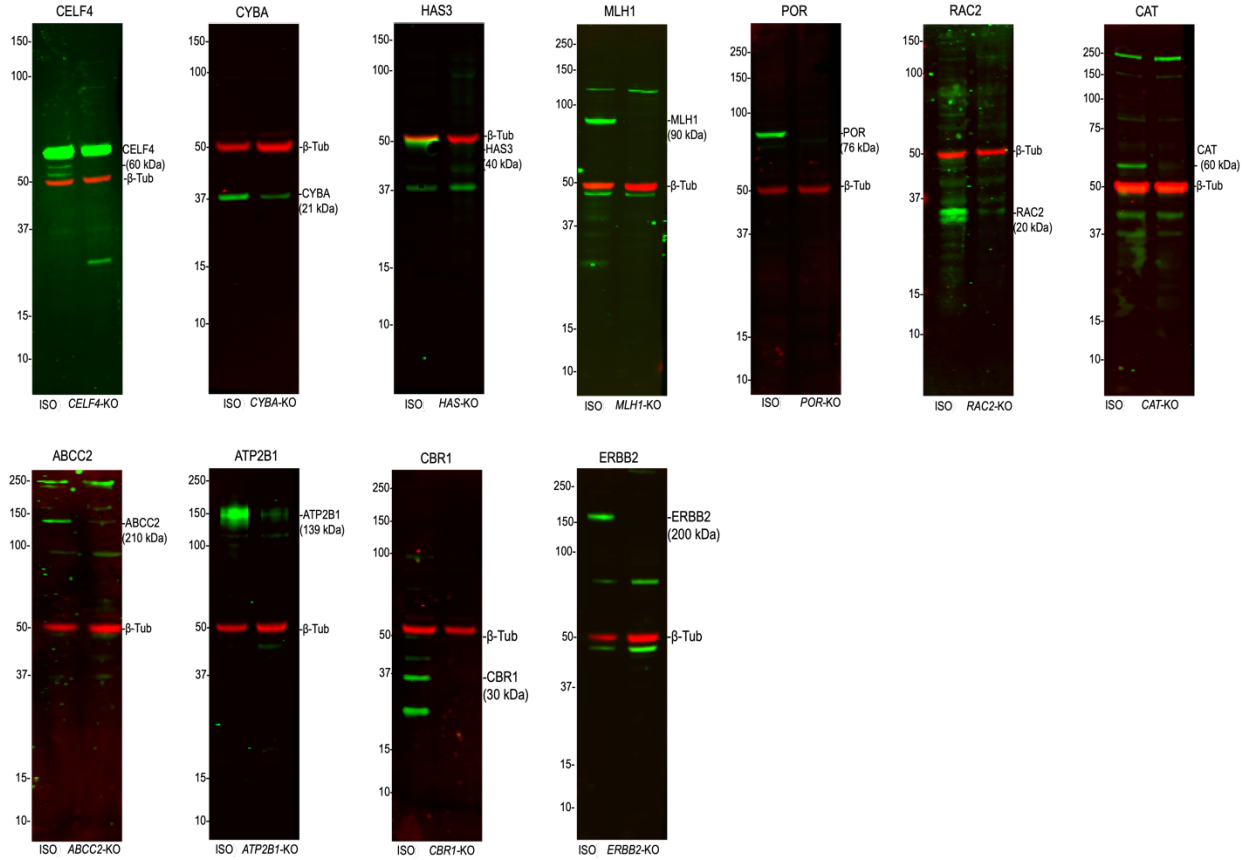 CELF4
150-
100-
50-
37-
15-
10-
CELF4
-(60 kDa)
-β-Tub
ISO CELF4-KO
CYBA
150-
100-
50-
37-
15-
10-
-β-Tub
-CYBA
(21 kDa)
ISO CYBA-KO
HAS3
150-
100-
50-
37-
15-
10-
-β-Tub
-HAS3
(40 kDa)
ISO HAS-KO
MLH1
250-
150-
100-
50-
37-
15-
10-
-MLH1
(90 kDa)
-β-Tub
ISO MLH1-KO
POR
250-
150-
100-
50-
37-
15-
10-
-POR
(76 kDa)
-β-Tub
ISO POR-KO
RAC2
150-
100-
50-
37-
15-
10-
-β-Tub
-RAC2
(20 kDa)
ISO RAC2-KO
CAT
250-
150-
100-
75-
50-
37-
15-
10-
CAT
-(60 kDa)
-β-Tub
ISO CAT-KO
ABCC2
250-
150-
100-
50-
37-
15-
10-
-ABCC2
(210 kDa)
-β-Tub
ISO ABCC2-KO
ATP2B1
250-
150-
100-
50-
37-
15-
10-
-ATP2B1
(139 kDa)
-β-Tub
ISO ATP2B1-KO
CBR1
250-
150-
100-
50-
37-
15-
10-
-β-Tub
-CBR1
(30 kDa)
ISO CBR1-KO
ERBB2
250-
150-
100-
50-
37-
15-
10-
-ERBB2
(200 kDa)
-β-Tub
ISO ERBB2-KO